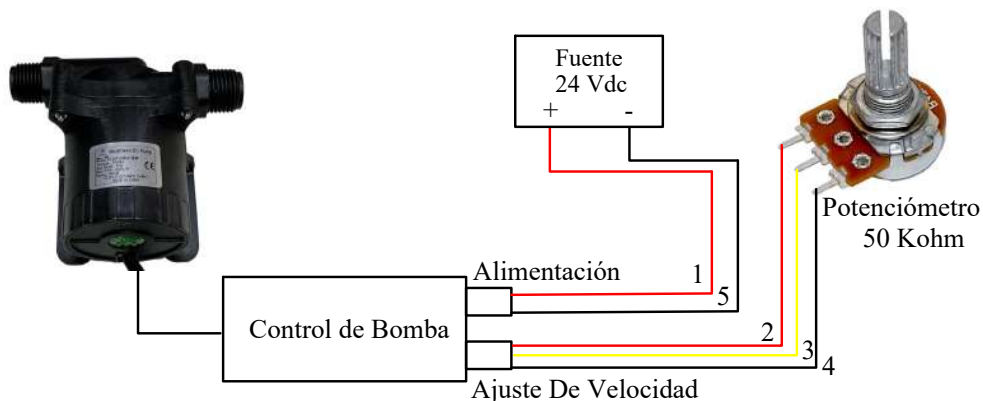 Fuente
24 Vdc
+ -
Potenciómetro
50 Kohm
Alimentación
1
5
Control de Bomba
2
3
4
Ajuste De Velocidad